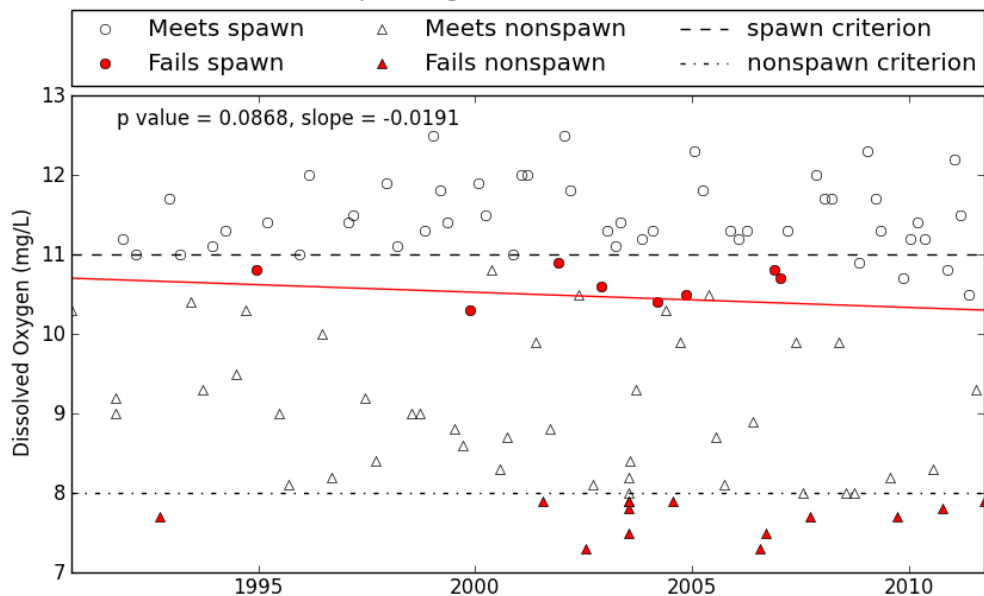 Meets spawn Meets nonspawn spawn criterion
Fails spawn Fails nonspawn nonspawn criterion
13
p value = 0.0868, slope = -0.0191
12
11
10
9
8
7
Dissolved Oxygen (mg/L)
1995 2000 2005 2010